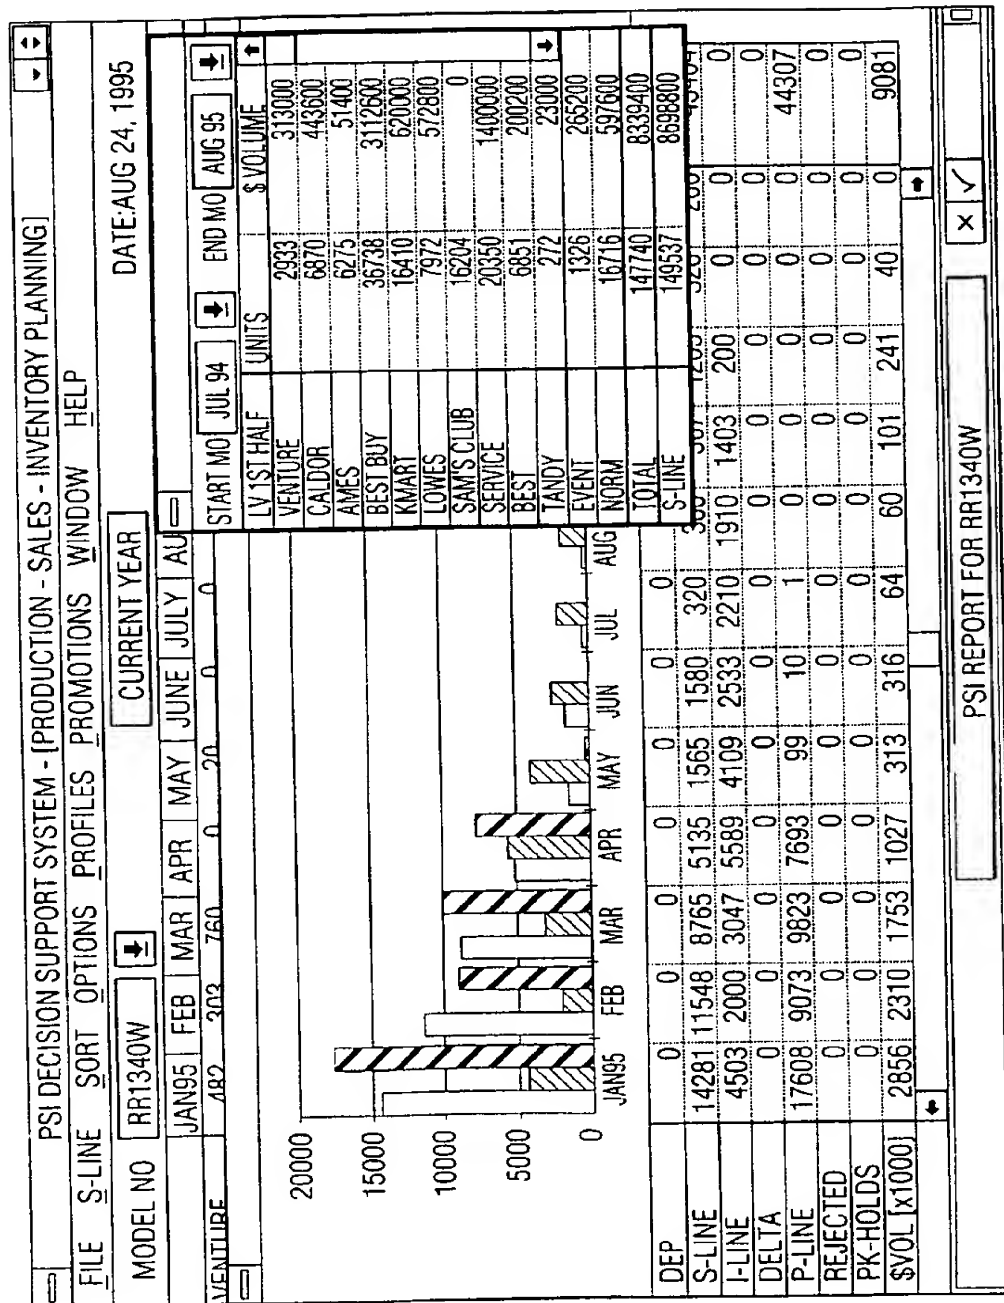 PSI DECISION SUPPORT SYSTEM - [PRODUCTION - SALES - INVENTORY PLANNING]
FILE S-LINE SORT OPTIONS PROFILES PROMOTIONS WINDOW HELP
MODEL NO RR1340W CURRENT YEAR DATE:AUG 24, 1995
JAN95 FEB MAR APR MAY JUNE JULY AU
VENTURE 482 303 760 0 20 0 0
START MO JUL 94 END MO AUG 95
LV 1ST HALF UNITS $ VOLUME
VENTURE 2933 313000
CALDOR 6870 443600
AMES 6275 51400
BEST BUY 36738 3112600
KMART 16410 620000
LOWES 7972 572800
SAM'S CLUB 16204 0
SERVICE 20350 1400000
BEST 6851 200200
TANDY 272 23000
EVENT 1326 265200
NORM 16716 597600
TOTAL 147740 8339400
S-LINE 149537 8698800
20000
15000
10000
5000
0
JAN95 FEB MAR APR MAY JUN JUL AUG
DEP 0 0 0 0 0 0 0
S-LINE 14281 11548 8765 5135 1565 1580 320
I-LINE 4503 2000 3047 5589 4109 2533 2210 1910 1403 200 0 0 0
DELTA 0 0 0 0 0 0 0 0 0 0 0 0 0
P-LINE 17608 9073 9823 7693 99 10 1 0 0 0 0 0 44307
REJECTED 0 0 0 0 0 0 0 0 0 0 0 0 0
PK-HOLDS 0 0 0 0 0 0 0 0 0 0 0 0 0
$VOL [x1000] 2856 2310 1753 1027 313 316 64 60 101 241 40 0 9081
PSI REPORT FOR RR1340W